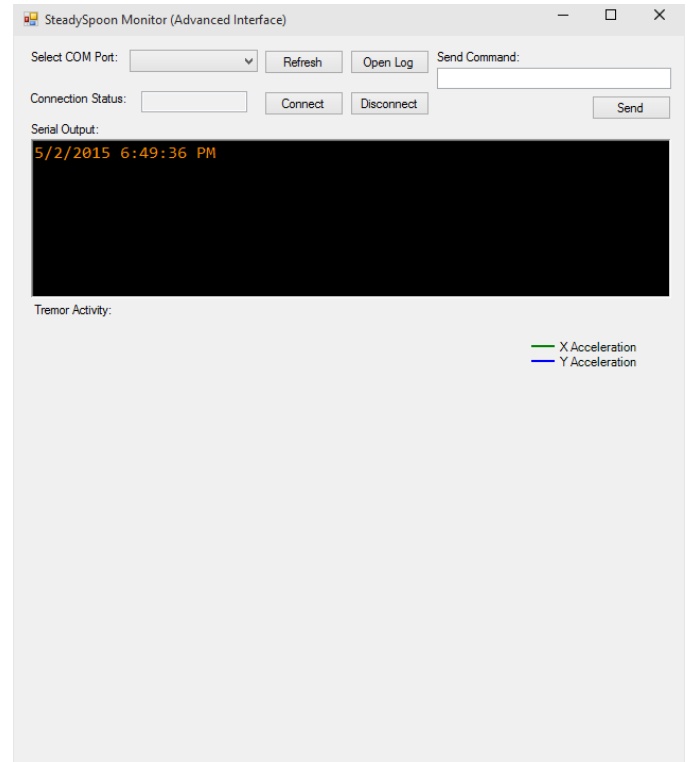 SteadySpoon Monitor (Advanced Interface)
Select COM Port:
Refresh
Open Log
Send Command:
Connection Status:
Connect
Disconnect
Send
Serial Output:
5/2/2015 6:49:36 PM
Tremor Activity:
X Acceleration
Y Acceleration